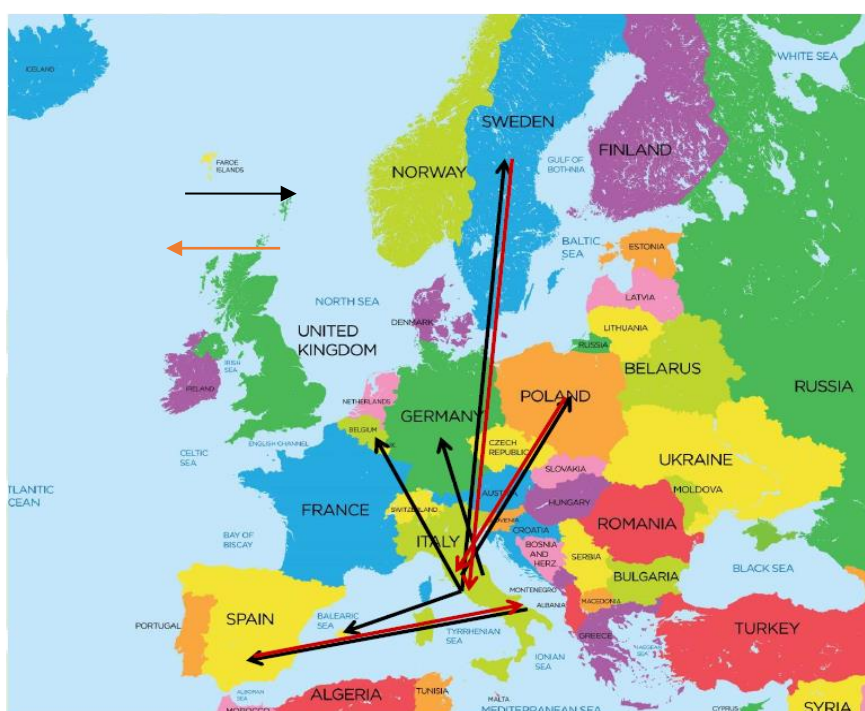 WHITE SEA
ICELAND
SWEDEN
FINLAND
NORWAY
GULF OF
BOTHNIA
FAROE
ISLANDS
BALTIC
SEA
ESTONIA
NORTH SEA
LATVIA
DENMARK
LITHUANIA
UNITED
KINGDOM
RUSSIA
BELARUS
IRISH
SEA
IRELAND
RUSSIA
NETHERLANDS
GERMANY
POLAND
BELGIUM
ENGLISH CHANNEL
CELTIC
SEA
CZECH
REPUBLIC
UKRAINE
SLOVAKIA
TLANTIC
CEAN
FRANCE
AUSTRIA
MOLDOVA
SWITZERLAND
HUNGARY
ROMANIA
CROATIA
BAY OF
BISCAY
ITALY
BOSNIA
AND
HERZ.
SERBIA
BLACK SEA
BULGARIA
MONTENEGRO
MACEDONIA
ALBANIA
PORTUGAL
SPAIN
BALEARIC
SEA
TYRRHENIAN
SEA
GREECE
TURKEY
IONIAN
SEA
ALGERIA
TUNISIA
MALTA
MEDITERRANEAN SEA
CYPRUS
SYRIA
MOROCCO